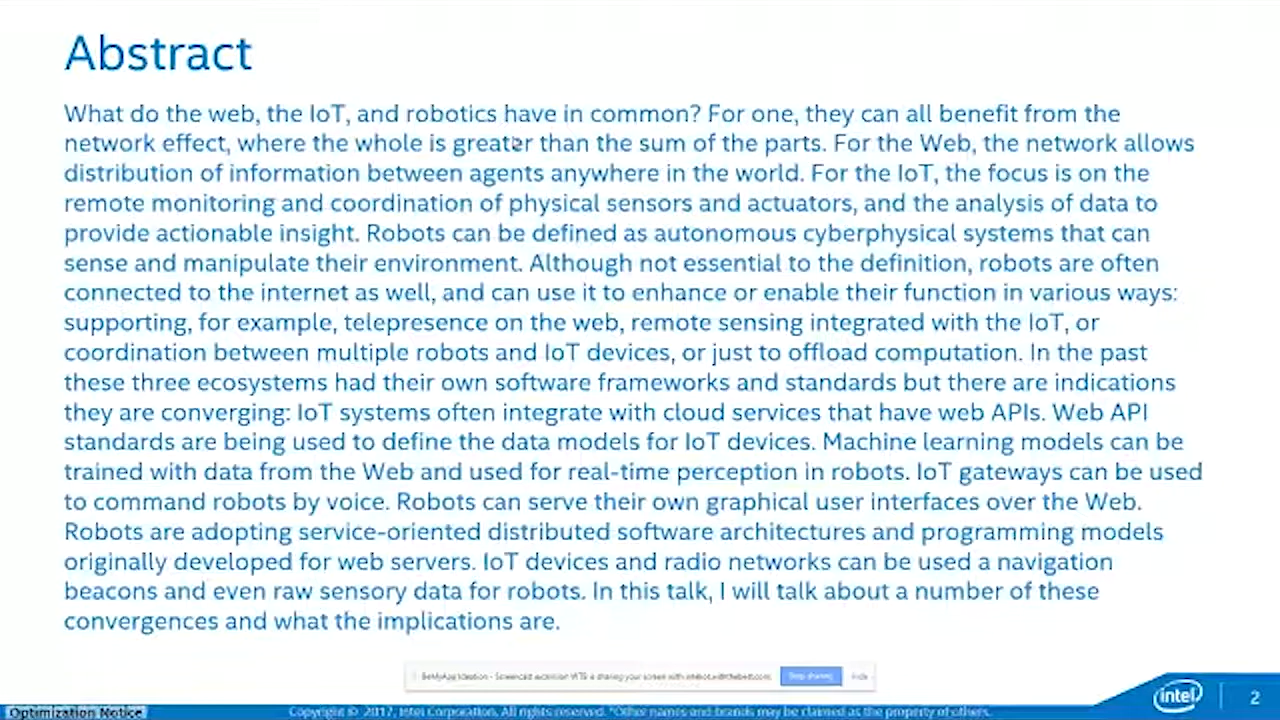 Abstract
What do the web, the IoT, and robotics have in common? For one, they can all benefit from the
network effect, where the whole is greater than the sum of the parts. For the Web, the network allows
distribution of information between agents anywhere in the world. For the IoT, the focus is on the
remote monitoring and coordination of physical sensors and actuators, and the analysis of data to
provide actionable insight. Robots can be defined as autonomous cyberphysical systems that can
sense and manipulate their environment. Although not essential to the definition, robots are often
connected to the internet as well, and can use it to enhance or enable their function in various ways:
supporting, for example, telepresence on the web, remote sensing integrated with the IoT, or
coordination between multiple robots and IoT devices, or just to offload computation. In the past
these three ecosystems had their own software frameworks and standards but there are indications
they are converging: IoT systems often integrate with cloud services that have web APIs. Web API
standards are being used to define the data models for IoT devices. Machine learning models can be
trained with data from the Web and used for real-time perception in robots. IoT gateways can be used
to command robots by voice. Robots can serve their own graphical user interfaces over the Web.
Robots are adopting service-oriented distributed software architectures and programming models
originally developed for web servers. IoT devices and radio networks can be used a navigation
beacons and even raw sensory data for robots. In this talk, I will talk about a number of these
convergences and what the implications are.
is sharing your screen with
Stop sharing
Hide
intel
2
Optimization Notice
Copyright © 2017, Intel Corporation. All rights reserved. *Other names and brands may be claimed as the property of others.